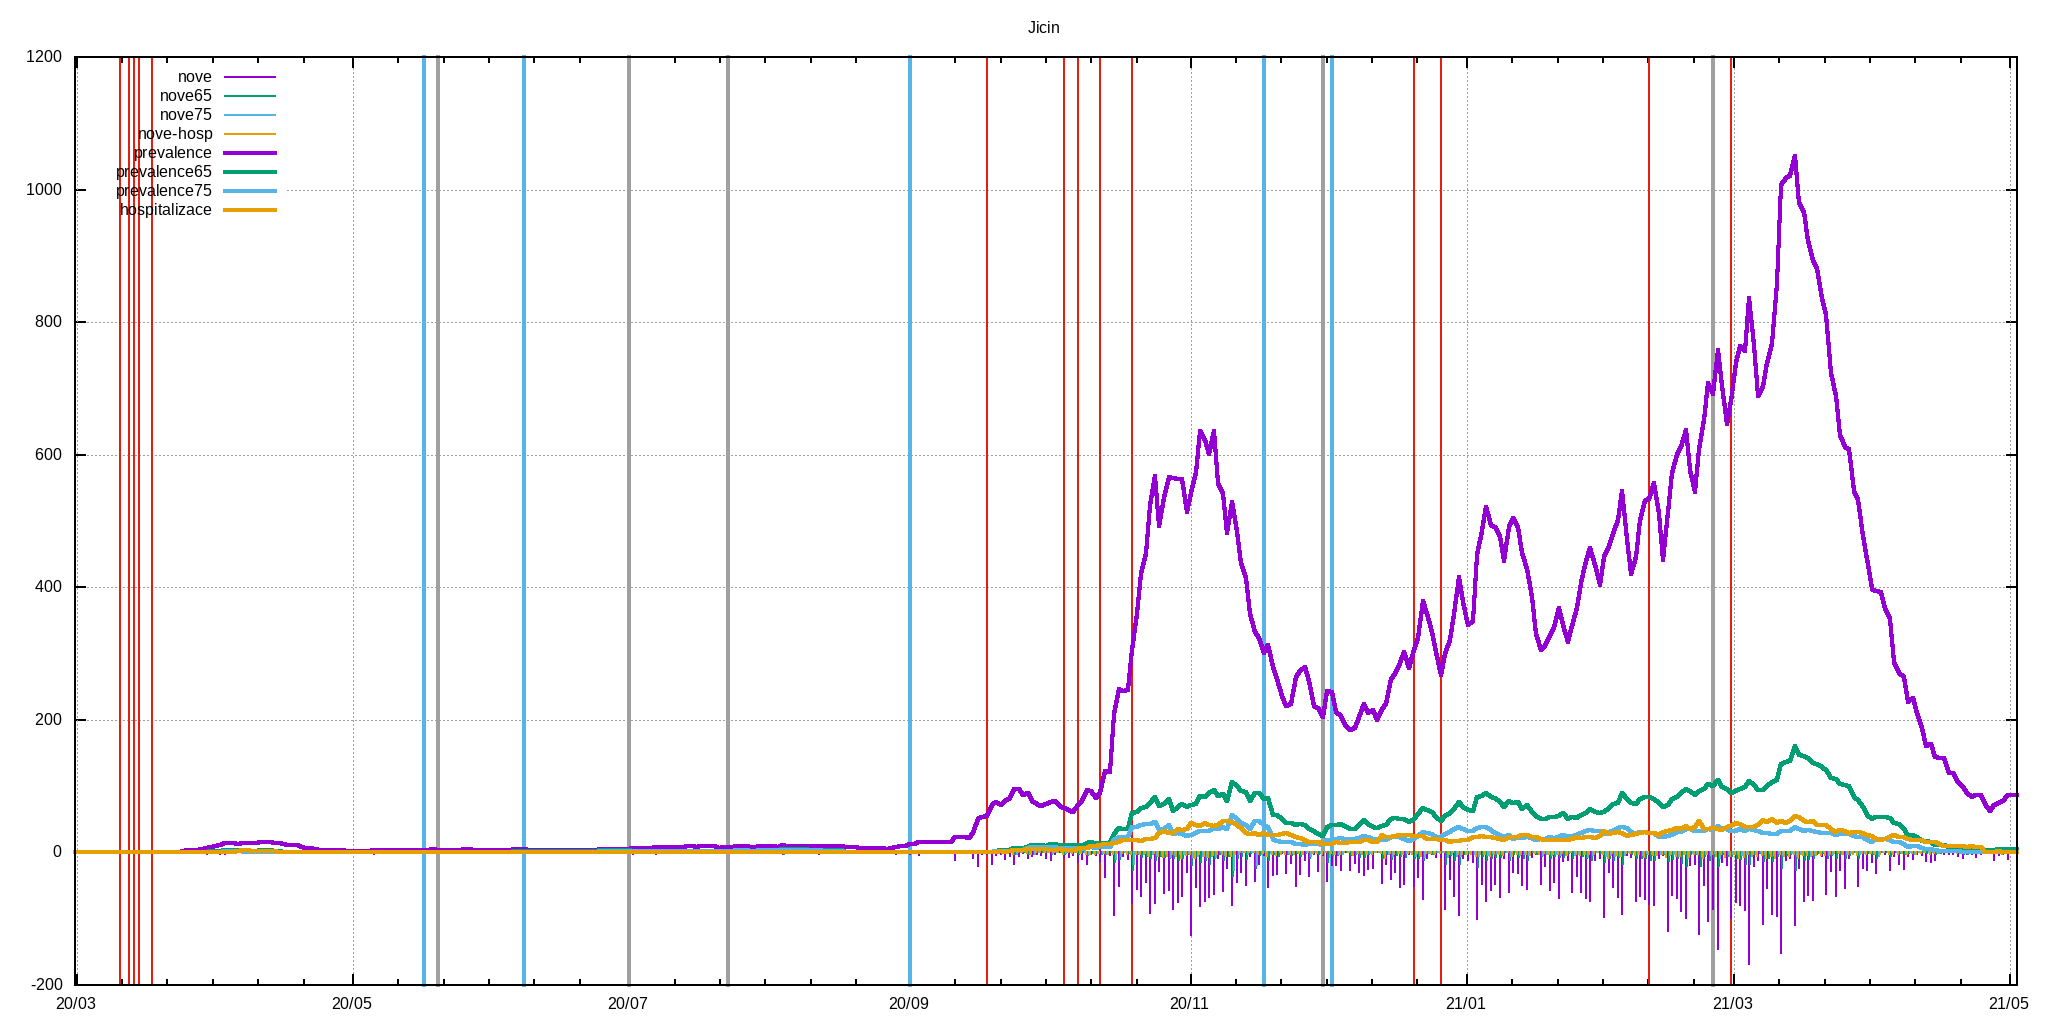 Jicin
1200
1000
800
600
400
200
0
-200
nove
nove65
nove75
nove-hosp
prevalence
prevalence65
prevalence75
hospitalizace
20/03 20/05 20/07 20/09 20/11 21/01 21/03 21/05